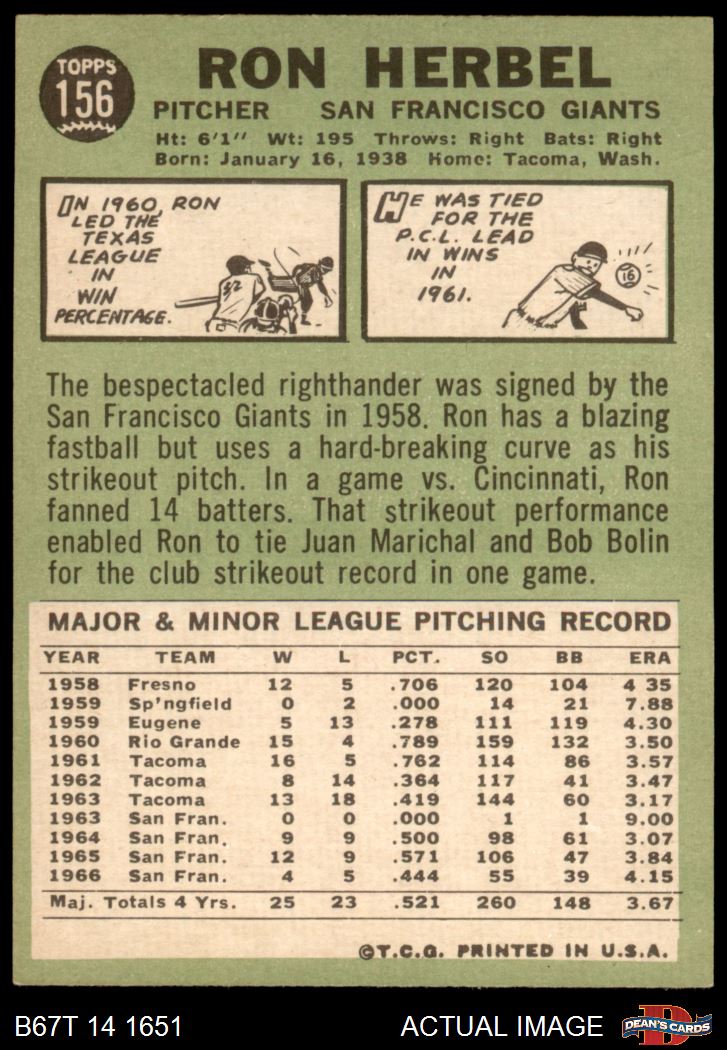 TOPPS
156
RON HERBEL
PITCHER SAN FRANCISCO GIANTS
Ht: 6'1" Wt: 195 Throws: Right Bats: Right
Born: January 16, 1938 Home: Tacoma, Wash.
IN 1960, RON
LED THE
TEXAS
LEAGUE
IN
WIN
PERCENTAGE.
HE WAS TIED
FOR THE
P.C.L. LEAD
IN WINS
IN
1961.
16
The bespectacled righthander was signed by the
San Francisco Giants in 1958. Ron has a blazing
fastball but uses a hard-breaking curve as his
strikeout pitch. In a game vs. Cincinnati, Ron
fanned 14 batters. That strikeout performance
enabled Ron to tie Juan Marichal and Bob Bolin
for the club strikeout record in one game.
MAJOR & MINOR LEAGUE PITCHING RECORD
YEAR TEAM W L PCT. SO BB ERA
1958 Fresno 12 5 .706 120 104 4 35
1959 Sp'ngfield 0 2 .000 14 21 7.88
1959 Eugene 5 13 .278 111 119 4.30
1960 Rio Grande 15 4 .789 159 132 3.50
1961 Tacoma 16 5 .762 114 86 3.57
1962 Tacoma 8 14 .364 117 41 3.47
1963 Tacoma 13 18 .419 144 60 3.17
1963 San Fran. 0 0 .000 1 1 9.00
1964 San Fran. 9 9 .500 98 61 3.07
1965 San Fran. 12 9 .571 106 47 3.84
1966 San Fran. 4 5 .444 55 39 4.15
Maj. Totals 4 Yrs. 25 23 .521 260 148 3.67
©T.C.G. PRINTED IN U.S.A.
B67T 14 1651 ACTUAL IMAGE
D
DEAN'S CARDS